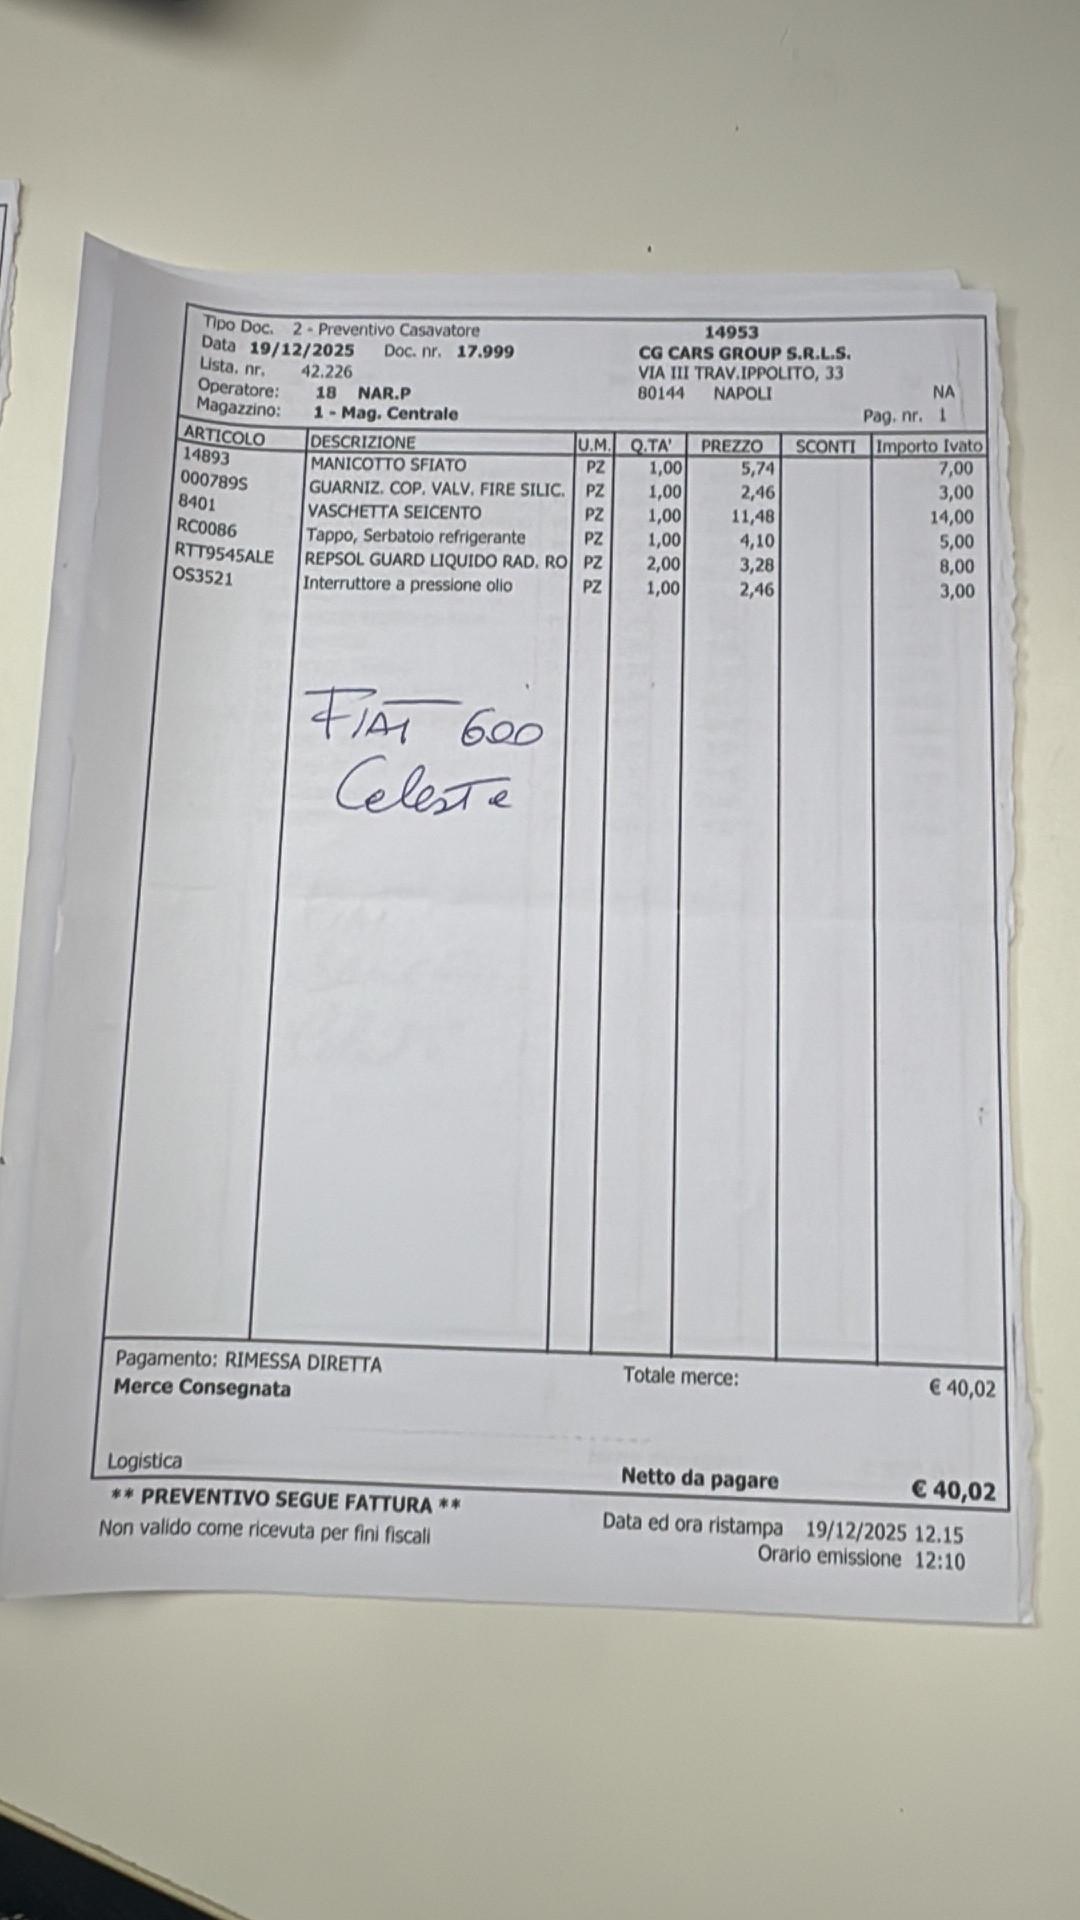 Tipo Doc. 2 - Preventivo Casavatore 14953
Data 19/12/2025 Doc. nr. 17.999 CG CARS GROUP S.R.L.S.
Lista. nr. 42.226 VIA III TRAV.IPPOLITO, 33
Operatore: 18 NAR.P 80144 NAPOLI NA
Magazzino: 1 - Mag. Centrale Pag. nr. 1
ARTICOLO DESCRIZIONE U.M. Q.TA' PREZZO SCONTI Importo Ivato
14893 MANICOTTO SFIATO PZ 1,00 5,74 7,00
000789S GUARNIZ. COP. VALV. FIRE SILIC. PZ 1,00 2,46 3,00
8401 VASCHETTA SEICENTO PZ 1,00 11,48 14,00
RC0086 Tappo, Serbatoio refrigerante PZ 1,00 4,10 5,00
RTT9545ALE REPSOL GUARD LIQUIDO RAD. RO PZ 2,00 3,28 8,00
OS3521 Interruttore a pressione olio PZ 1,00 2,46 3,00
FIAT 600
Celeste
Pagamento: RIMESSA DIRETTA Totale merce: € 40,02
Merce Consegnata
Logistica Netto da pagare € 40,02
** PREVENTIVO SEGUE FATTURA **
Non valido come ricevuta per fini fiscali Data ed ora ristampa 19/12/2025 12.15
Orario emissione 12:10